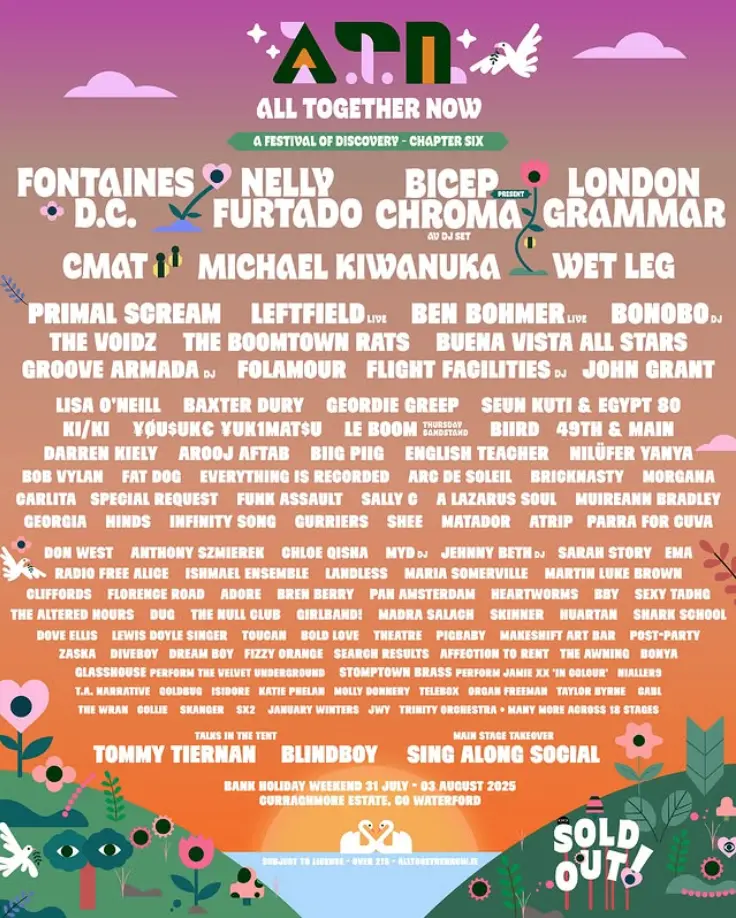 A.T.N.
ALL TOGETHER NOW
A FESTIVAL OF DISCOVERY - CHAPTER SIX
FONTAINES D.C. NELLY FURTADO BICEP PRESENT CHROMA AV DJ SET LONDON GRAMMAR
CMAT MICHAEL KIWANUKA WET LEG
PRIMAL SCREAM LEFTFIELD LIVE BEN BOHMER LIVE BONOBO DJ
THE VOIDZ THE BOOMTOWN RATS BUENA VISTA ALL STARS
GROOVE ARMADA DJ FOLAMOUR FLIGHT FACILITIES DJ JOHN GRANT
LISA O'NEILL BAXTER DURY GEORDIE GREEP SEUN KUTI & EGYPT 80
KI/KI YØU$UK€ YUK1MAT$U LE BOOM THURSDAY BANDSTAND BIIRD 49TH & MAIN
DARREN KIELY AROOJ AFTAB BIIG PIIG ENGLISH TEACHER NILÜFER YANYA
BOB VYLAN FAT DOG EVERYTHING IS RECORDED ARC DE SOLEIL BRICKNASTY MORGANA
CARLITA SPECIAL REQUEST FUNK ASSAULT SALLY C A LAZARUS SOUL MUIREANN BRADLEY
GEORGIA HINDS INFINITY SONG GURRIERS SHEE MATADOR ATRIP PARRA FOR CUVA
DON WEST ANTHONY SZMIEREK CHLOE QISHA MYD DJ JEHNNY BETH DJ SARAH STORY EMA
RADIO FREE ALICE ISHMAEL ENSEMBLE LANDLESS MARIA SOMERVILLE MARTIN LUKE BROWN
CLIFFORDS FLORENCE ROAD ADORE BREN BERRY PAN AMSTERDAM HEARTWORMS BBY SEXY TADHG
THE ALTERED HOURS DUG THE NULL CLUB GIRLBAND! MADRA SALACH SKINNER HUARTAN SHARK SCHOOL
DOVE ELLIS LEWIS DOYLE SINGER TOUCAN BOLD LOVE THEATRE PIGBABY MAKESHIFT ART BAR POST-PARTY
ZASKA DIVEBOY DREAM BOY FIZZY ORANGE SEARCH RESULTS AFFECTION TO RENT THE AWNING BONYA
GLASSHOUSE PERFORM THE VELVET UNDERGROUND STOMPTOWN BRASS PERFORM JAMIE XX 'IN COLOUR' NIALLER9
T.A. NARRATIVE GOLDBUG ISIDORE KATIE PHELAN MOLLY DONNERY TELEBOX ORGAN FREEMAN TAYLOR BYRNE GABL
THE WRAN COLLIE SKANGER SX2 JANUARY WINTERS JWY TRINITY ORCHESTRA • MANY MORE ACROSS 18 STAGES
TALKS IN THE TENT MAIN STAGE TAKEOVER
TOMMY TIERNAN BLINDBOY SING ALONG SOCIAL
BANK HOLIDAY WEEKEND 31 JULY - 03 AUGUST 2025
CURRAGHMORE ESTATE, CO WATERFORD
SUBJECT TO LICENSE - OVER 21S - ALLTOGETHERNOW.IE
SOLD OUT!